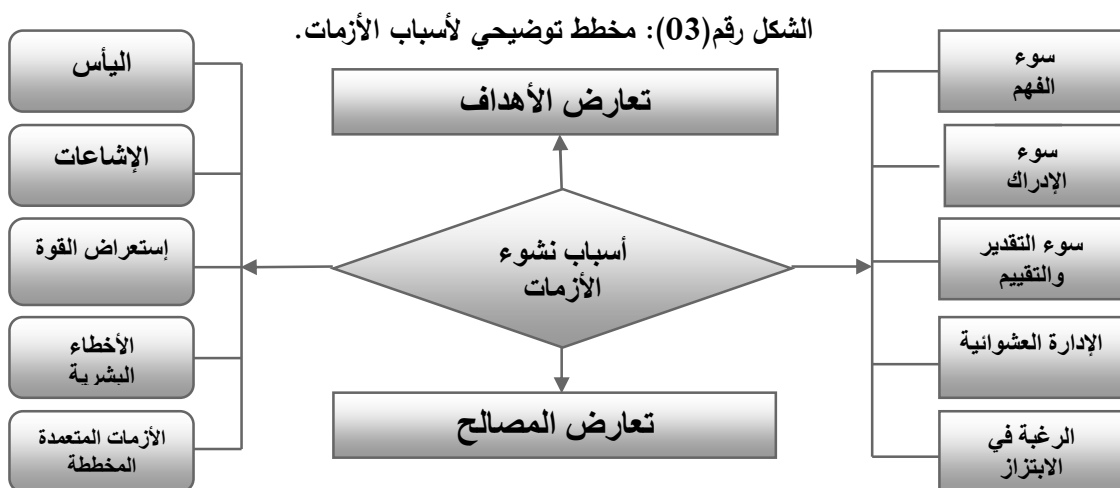 الشكل رقم(03): مخطط توضيحي لأسباب الأزمات.
سوء
الفهم
سوء
الإدراك
سوء التقدير
والتقييم
الإدارة العشوائية
الرغبة في
الابتزاز
تعارض الأهداف
أسباب نشوء
الأزمات
تعارض المصالح
اليأس
الإشاعات
إستعراض القوة
الأخطاء
البشرية
الأزمات المتعمدة
المخططة